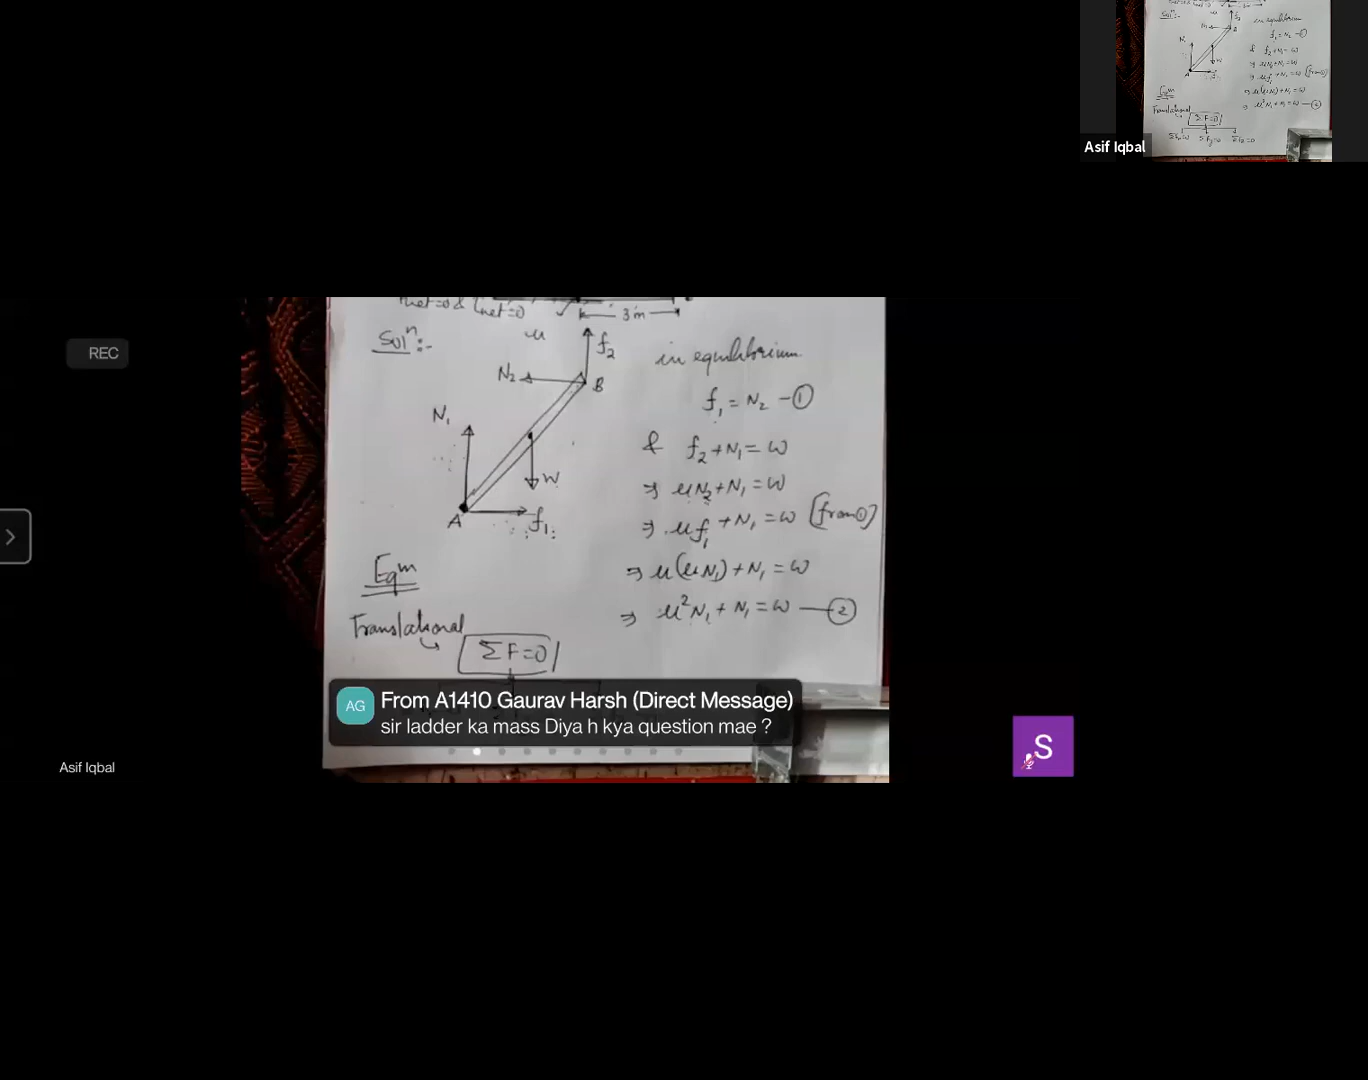 Asif Iqbal
REC
3m
Solⁿ:-
μ
f₂
N₂
B
N₁
W
A
f₁
in equilibrium
f₁ = N₂ -①
& f₂+N₁ = W
⇒ μN₂+N₁ = W
⇒ μf₁ +N₁ = W [from①]
⇒ μ(μN₁)+N₁ = W
⇒ μ²N₁+N₁ = W —②
Eqᵐ
Translational
ΣF=0
AG
From A1410 Gaurav Harsh (Direct Message)
sir ladder ka mass Diya h kya question mae ?
Asif Iqbal
S